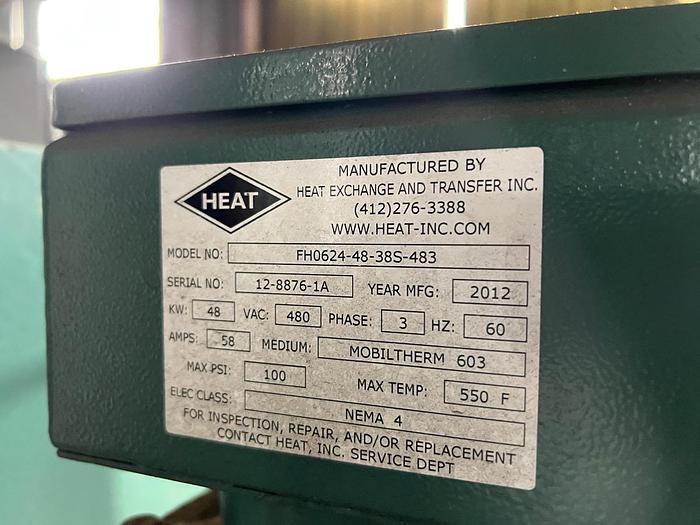 HEAT
MANUFACTURED BY
HEAT EXCHANGE AND TRANSFER INC.
(412)276-3388
WWW.HEAT-INC.COM
MODEL NO: FH0624-48-38S-483
SERIAL NO: 12-8876-1A YEAR MFG: 2012
KW: 48 VAC: 480 PHASE: 3 HZ: 60
AMPS: 58 MEDIUM: MOBILTHERM 603
MAX PSI: 100 MAX TEMP: 550 F
ELEC CLASS: NEMA 4
FOR INSPECTION, REPAIR, AND/OR REPLACEMENT
CONTACT HEAT, INC. SERVICE DEPT